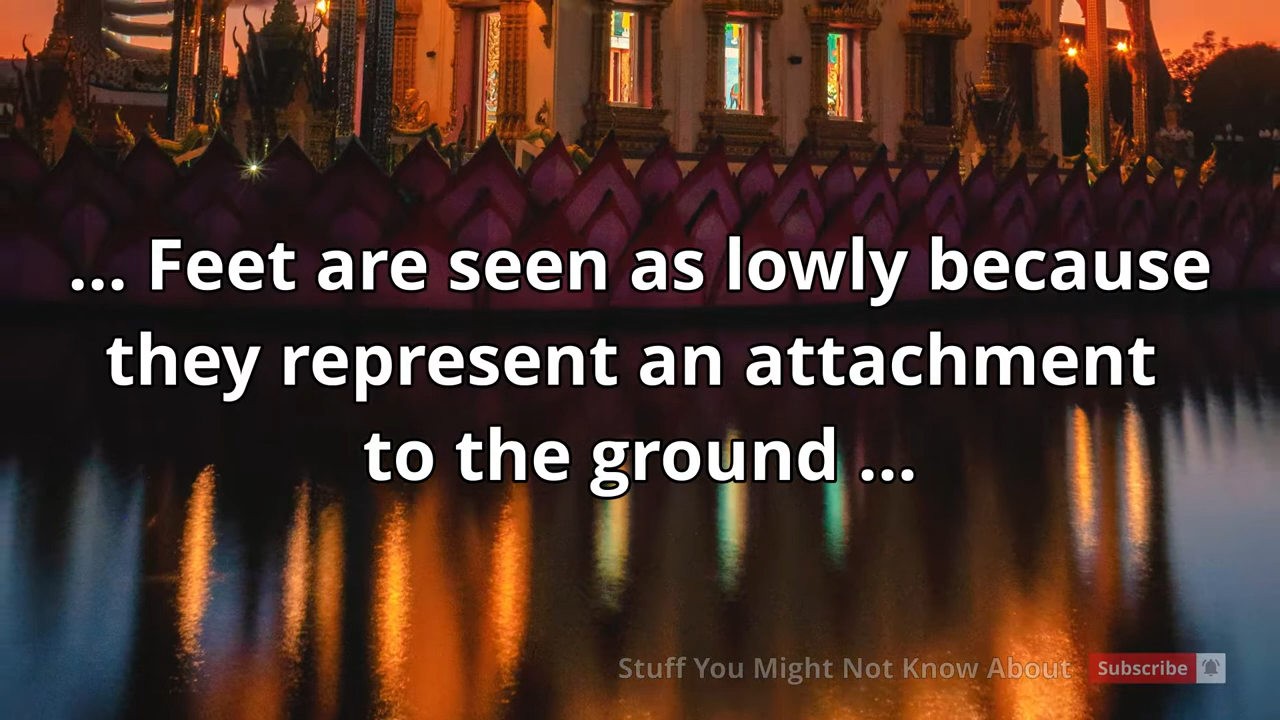 ... Feet are seen as lowly because
they represent an attachment
to the ground ...
Stuff You Might Not Know About
Subscribe